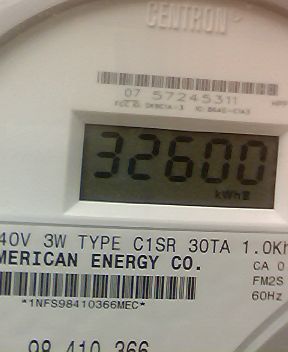 CENTRON
07 57245311
32600
kWh
40V 3W TYPE C1SR 30TA 1.0Kh
MERICAN ENERGY CO.
CA 0
FM2S
60Hz
*1NFS98410366MEC*
98 410 366